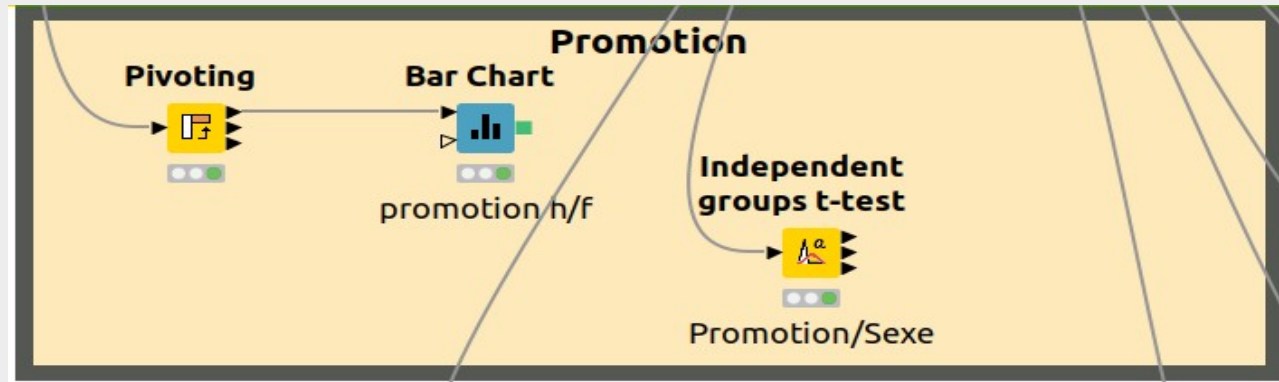 Promotion
Pivoting
Bar Chart
promotion h/f
Independent
groups t-test
Promotion/Sexe